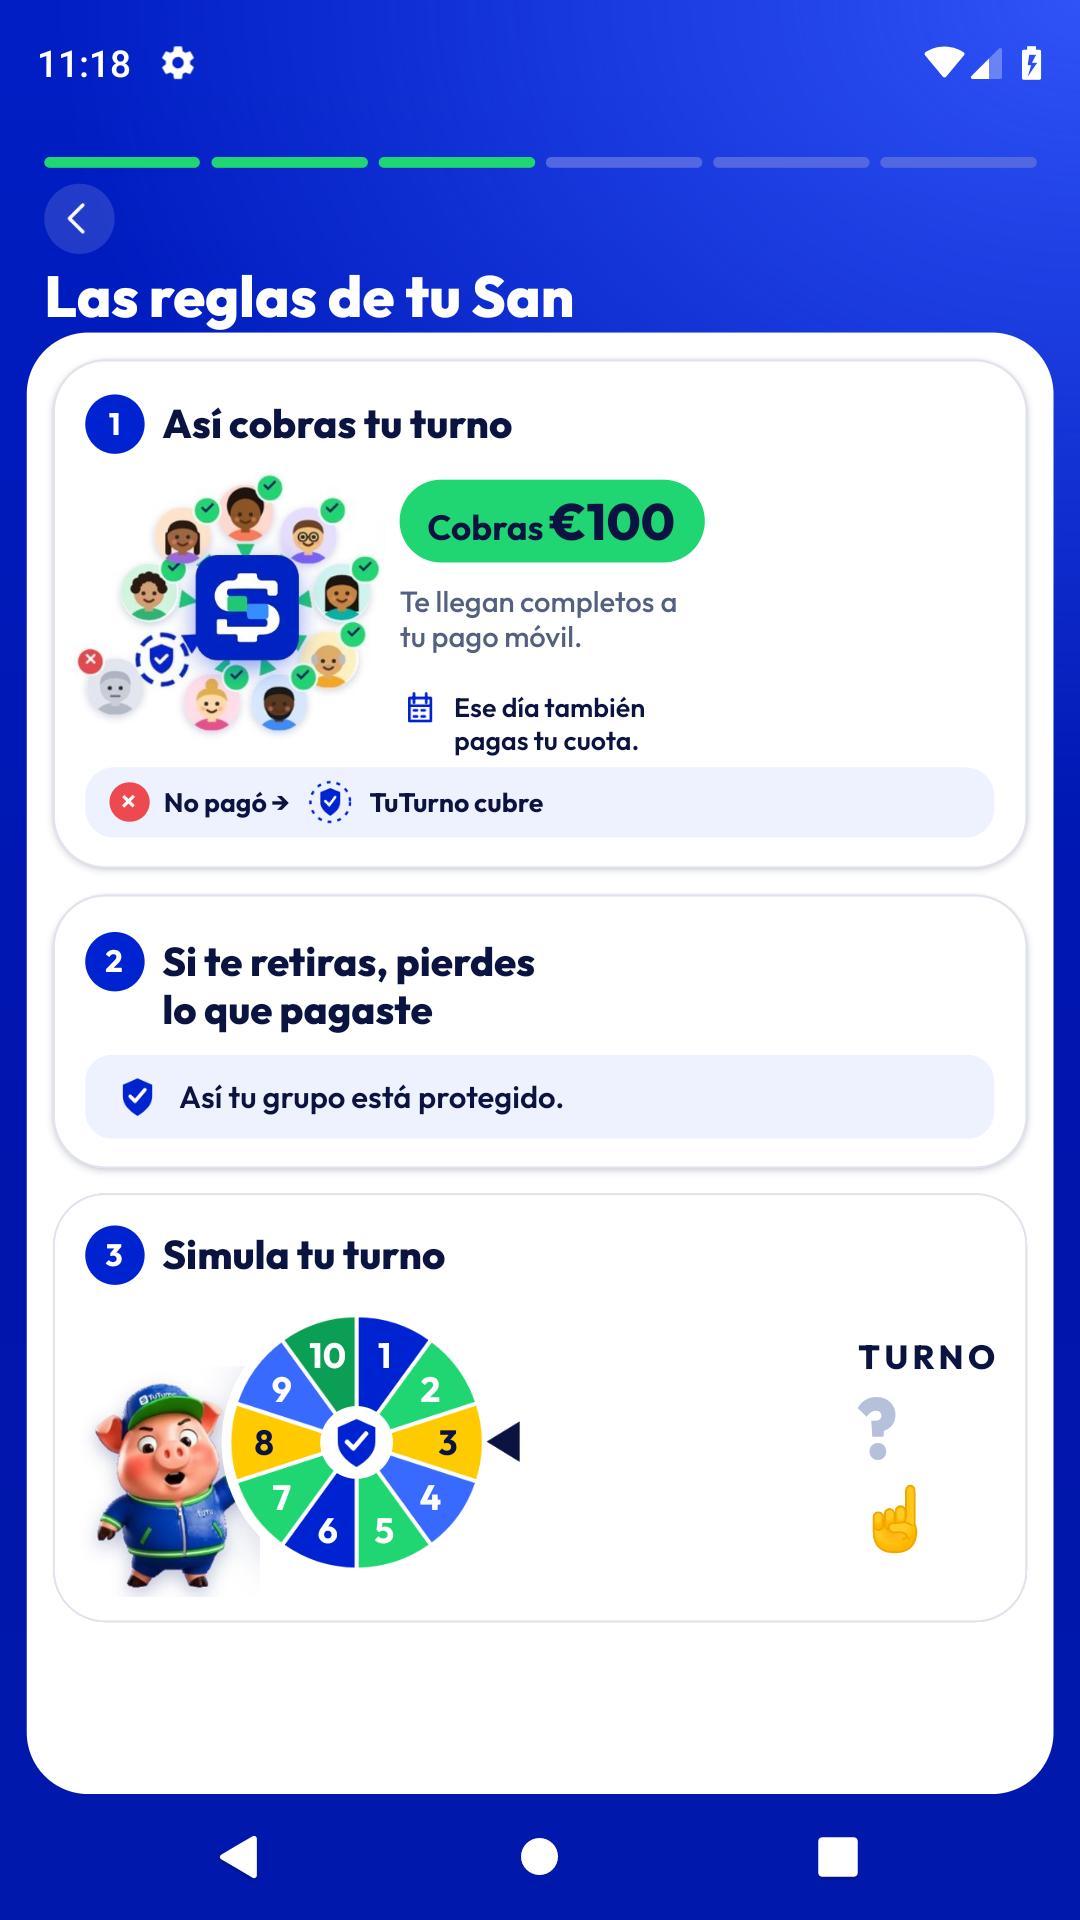 11:18
Las reglas de tu San
1 Así cobras tu turno
Cobras €100
Te llegan completos a
tu pago móvil.
Ese día también
pagas tu cuota.
No pagó → TuTurno cubre
2 Si te retiras, pierdes
lo que pagaste
Así tu grupo está protegido.
3 Simula tu turno
10 1
9 2
8 3
7 4
6 5
TURNO
?
TuTurno